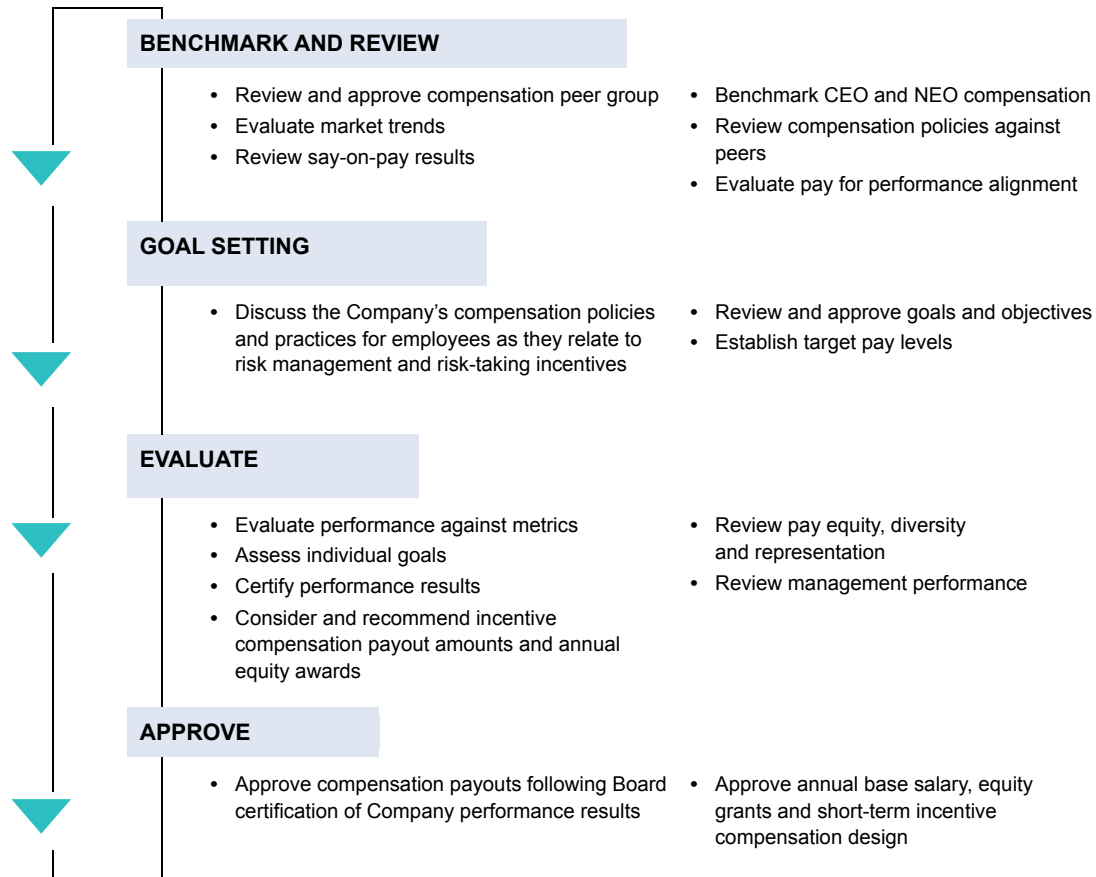 BENCHMARK AND REVIEW
• Review and approve compensation peer group
• Evaluate market trends
• Review say-on-pay results
• Benchmark CEO and NEO compensation
• Review compensation policies against
peers
• Evaluate pay for performance alignment
GOAL SETTING
• Discuss the Company’s compensation policies
and practices for employees as they relate to
risk management and risk-taking incentives
• Review and approve goals and objectives
• Establish target pay levels
EVALUATE
• Evaluate performance against metrics
• Assess individual goals
• Certify performance results
• Consider and recommend incentive
compensation payout amounts and annual
equity awards
• Review pay equity, diversity
and representation
• Review management performance
APPROVE
• Approve compensation payouts following Board
certification of Company performance results
• Approve annual base salary, equity
grants and short-term incentive
compensation design